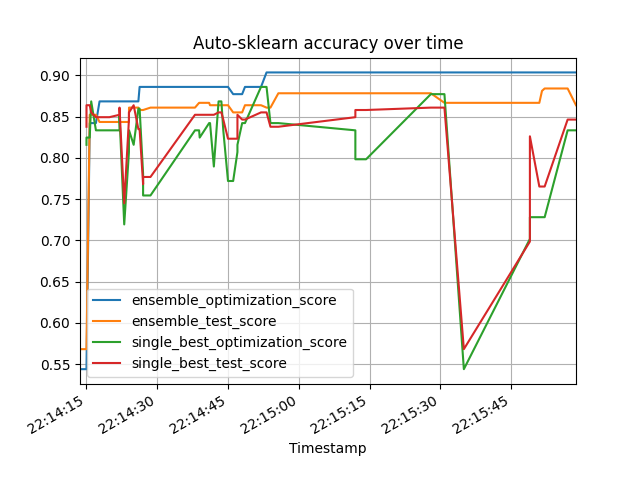 Auto-sklearn accuracy over time
0.90
0.85
0.80
0.75
0.70
0.65
0.60
0.55
ensemble_optimization_score
ensemble_test_score
single_best_optimization_score
single_best_test_score
22:14:15
22:14:30
22:14:45
22:15:00
22:15:15
22:15:30
22:15:45
Timestamp